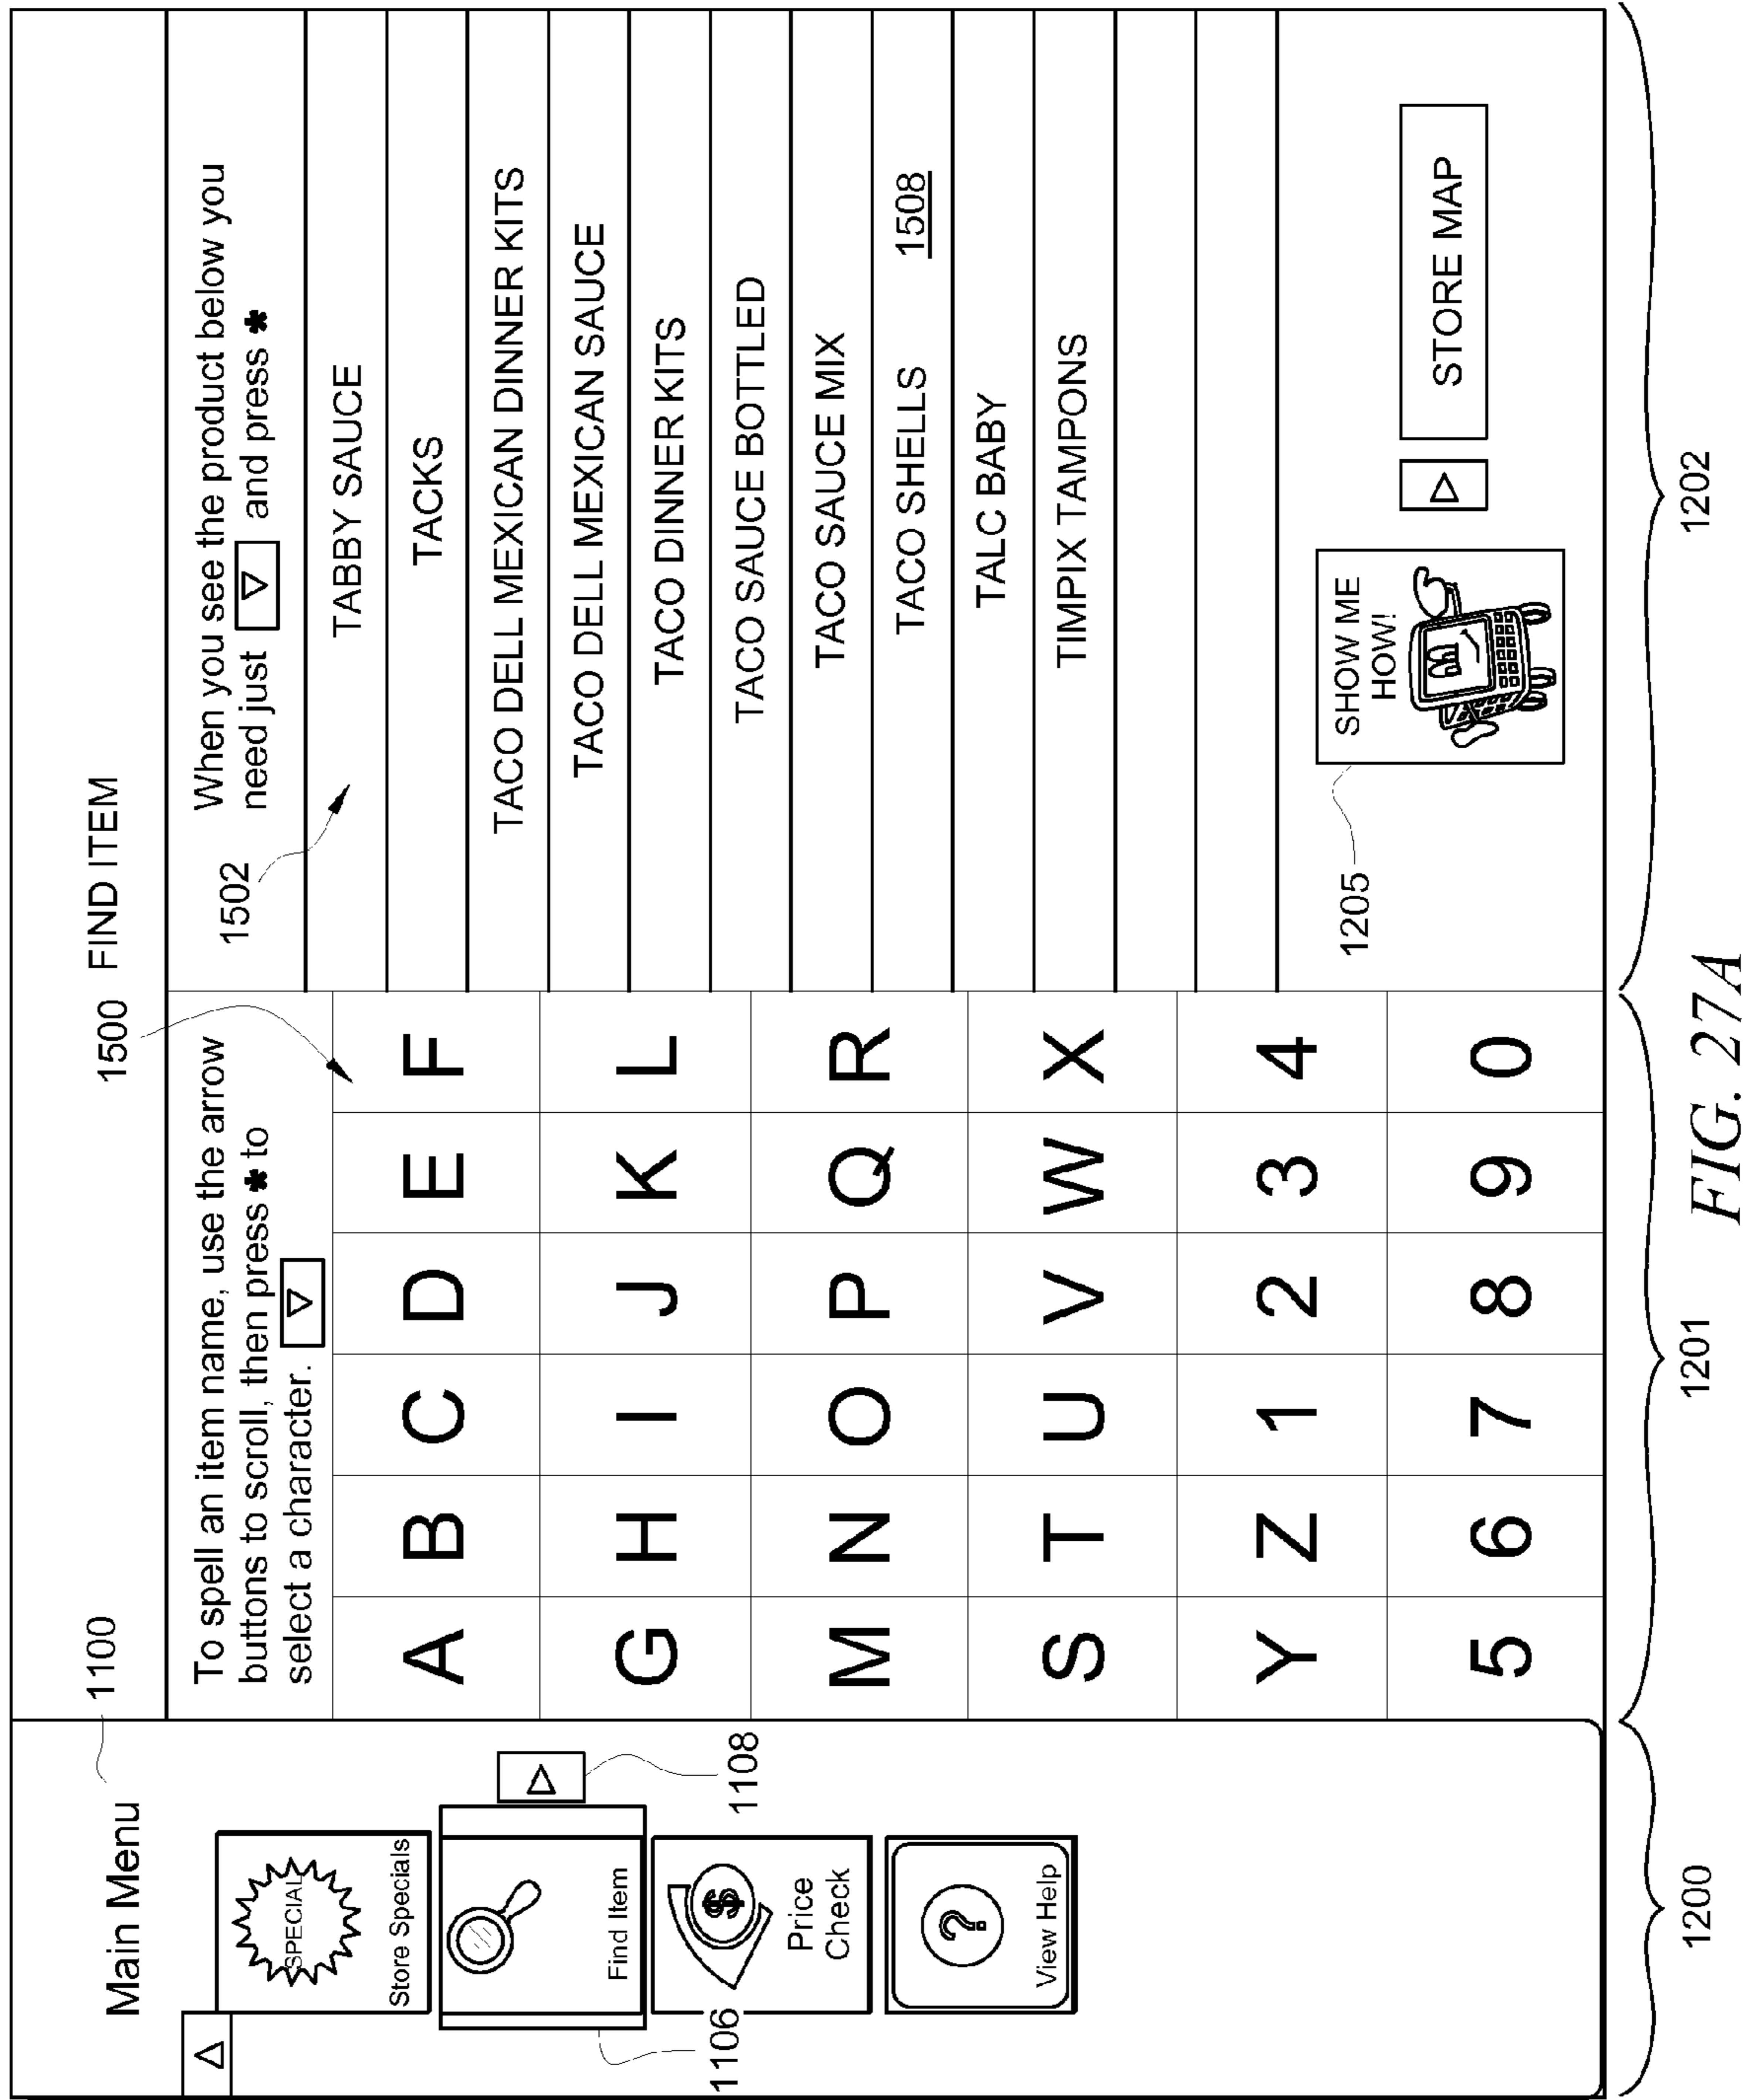 1100
1500 FIND ITEM
Main Menu
SPECIAL
Store Specials
Find Item
1108
1106
Price
Check
$
?
View Help
To spell an item name, use the arrow
buttons to scroll, then press * to
select a character.
A B C D E F
G H I J K L
M N O P Q R
S T U V W X
Y Z 1 2 3 4
5 6 7 8 9 0
1502
When you see the product below you
need just and press *
TABBY SAUCE
TACKS
TACO DELL MEXICAN DINNER KITS
TACO DELL MEXICAN SAUCE
TACO DINNER KITS
TACO SAUCE BOTTLED
TACO SAUCE MIX
TACO SHELLS 1508
TALC BABY
TIMPIX TAMPONS
1205
SHOW ME
HOW!
STORE MAP
1200 1201 1202
FIG. 27A